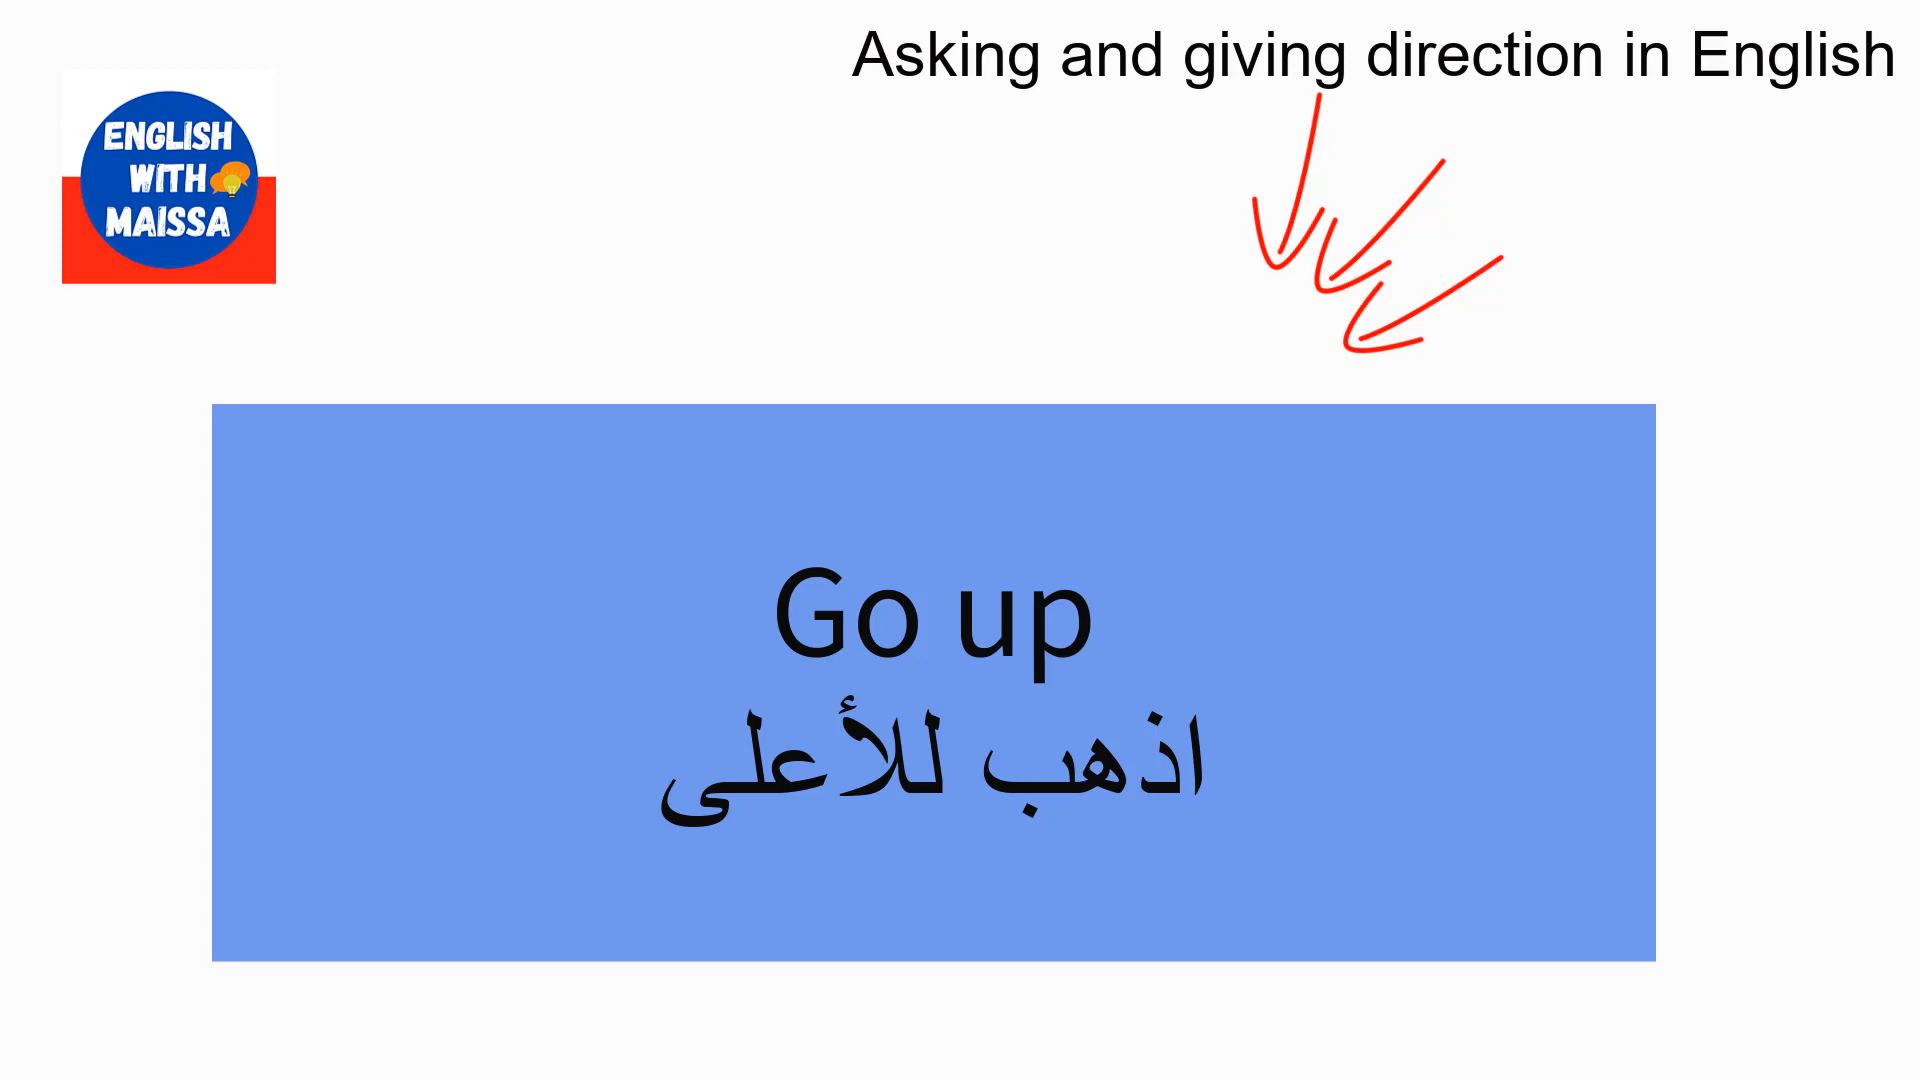 Asking and giving direction in English
ENGLISH
WITH
MAISSA
Go up
اذهب للأعلى